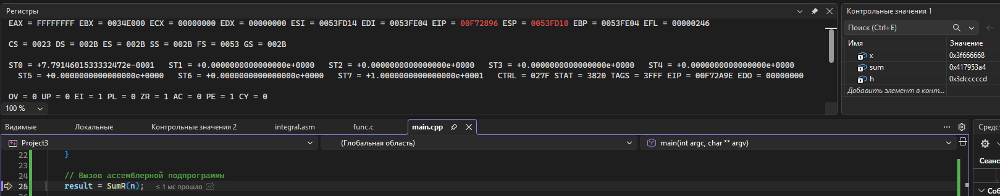 Регистры
EAX = FFFFFFFF EBX = 0034E000 ECX = 00000000 EDX = 00000000 ESI = 0053FD14 EDI = 0053FE04 EIP = 00F72896 ESP = 0053FD10 EBP = 0053FE04 EFL = 00000246
CS = 0023 DS = 002B ES = 002B SS = 002B FS = 0053 GS = 002B
ST0 = +7.7914601533332472e-0001 ST1 = +0.0000000000000000e+0000 ST2 = +0.0000000000000000e+0000 ST3 = +0.0000000000000000e+0000 ST4 = +0.0000000000000000e+0000
ST5 = +0.0000000000000000e+0000 ST6 = +0.0000000000000000e+0000 ST7 = +1.0000000000000000e+0001 CTRL = 027F STAT = 3820 TAGS = 3FFF EIP = 00F72A9E EDO = 00000000
OV = 0 UP = 0 EI = 1 PL = 0 ZR = 1 AC = 0 PE = 1 CY = 0
100 %
Контрольные значения 1
Поиск (Ctrl+E)
Имя Значение
x 0x3f666668
sum 0x417953a4
h 0x3dcccccd
Добавить элемент в конт...
Видимые Локальные Контрольные значения 2 integral.asm func.c main.cpp
Средст
Project3 (Глобальная область) main(int argc, char ** argv)
22 }
23
24 // Вызов ассемблерной подпрограммы
25 result = SumR(n); ≤ 1 мс прошло
Сеанс
Соб